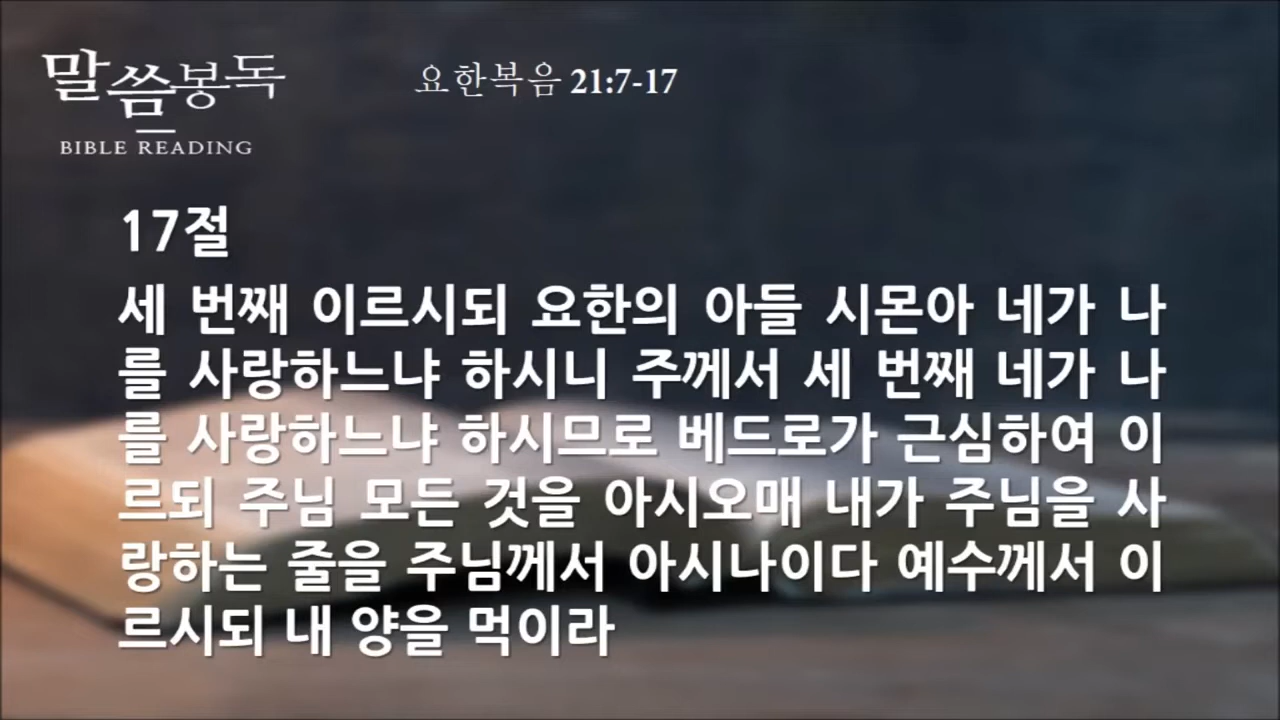 말씀봉독
BIBLE READING
요한복음 21:7-17
17절
세 번째 이르시되 요한의 아들 시몬아 네가 나
를 사랑하느냐 하시니 주께서 세 번째 네가 나
를 사랑하느냐 하시므로 베드로가 근심하여 이
르되 주님 모든 것을 아시오매 내가 주님을 사
랑하는 줄을 주님께서 아시나이다 예수께서 이
르시되 내 양을 먹이라